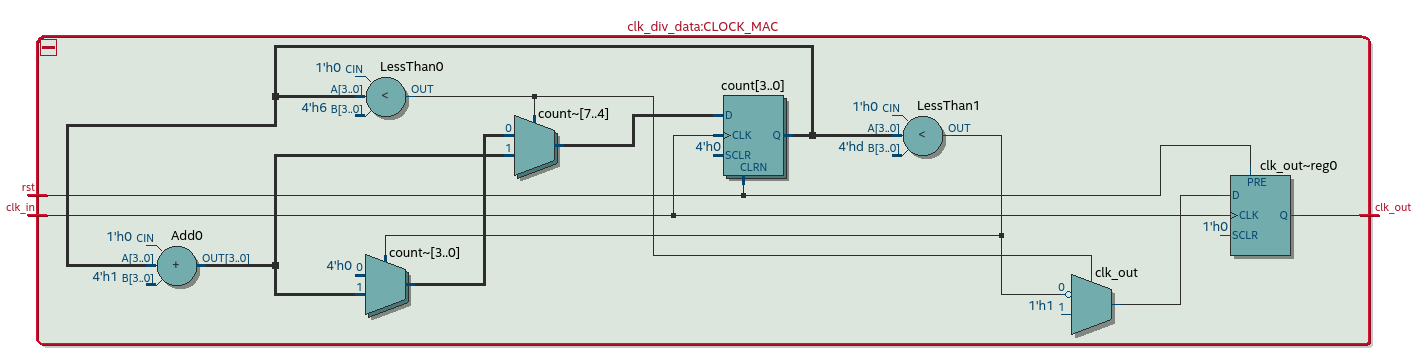 clk_div_data:CLOCK_MAC
LessThan0
1'h0 CIN
A[3..0]
OUT
4'h6 B[3..0]
<
count~[7..4]
0
1
count[3..0]
D
CLK
Q
4'h0 SCLR
CLRN
LessThan1
1'h0 CIN
A[3..0]
OUT
4'hd B[3..0]
<
rst
clk_in
clk_out~reg0
PRE
D
CLK
Q
1'h0
SCLR
clk_out
Add0
1'h0 CIN
A[3..0]
OUT[3..0]
4'h1 B[3..0]
+
count~[3..0]
4'h0 0
1
clk_out
0
1'h1 1